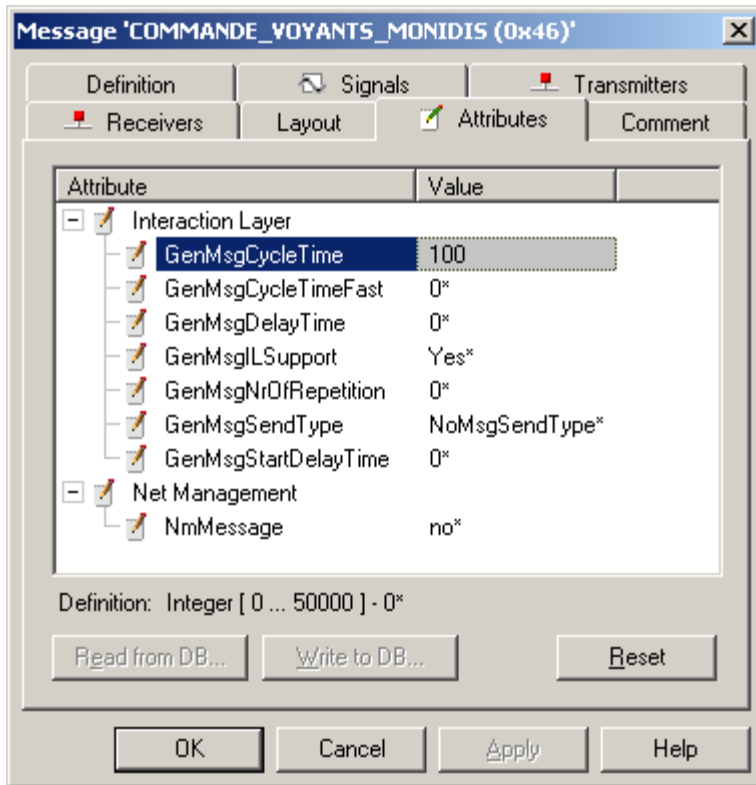 Message 'COMMANDE_VOYANTS_MONIDIS (0x46)'
Definition Signals Transmitters
Receivers Layout Attributes Comment
Attribute Value
Interaction Layer
GenMsgCycleTime 100
GenMsgCycleTimeFast 0*
GenMsgDelayTime 0*
GenMsgILSupport Yes*
GenMsgNrOfRepetition 0*
GenMsgSendType NoMsgSendType*
GenMsgStartDelayTime 0*
Net Management
NmMessage no*
Definition: Integer [ 0 ... 50000 ] - 0*
Read from DB... Write to DB... Reset
OK Cancel Apply Help